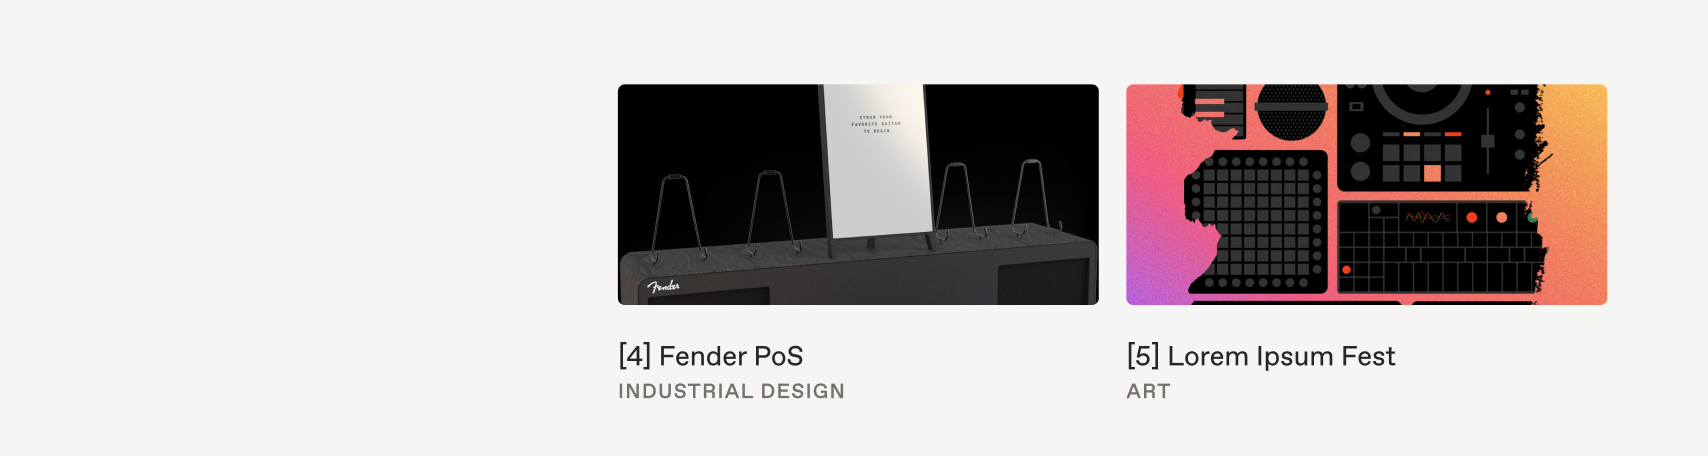 STRUM YOUR
FAVORITE GUITAR
TO BEGIN
Fender
[4] Fender PoS
INDUSTRIAL DESIGN
[5] Lorem Ipsum Fest
ART